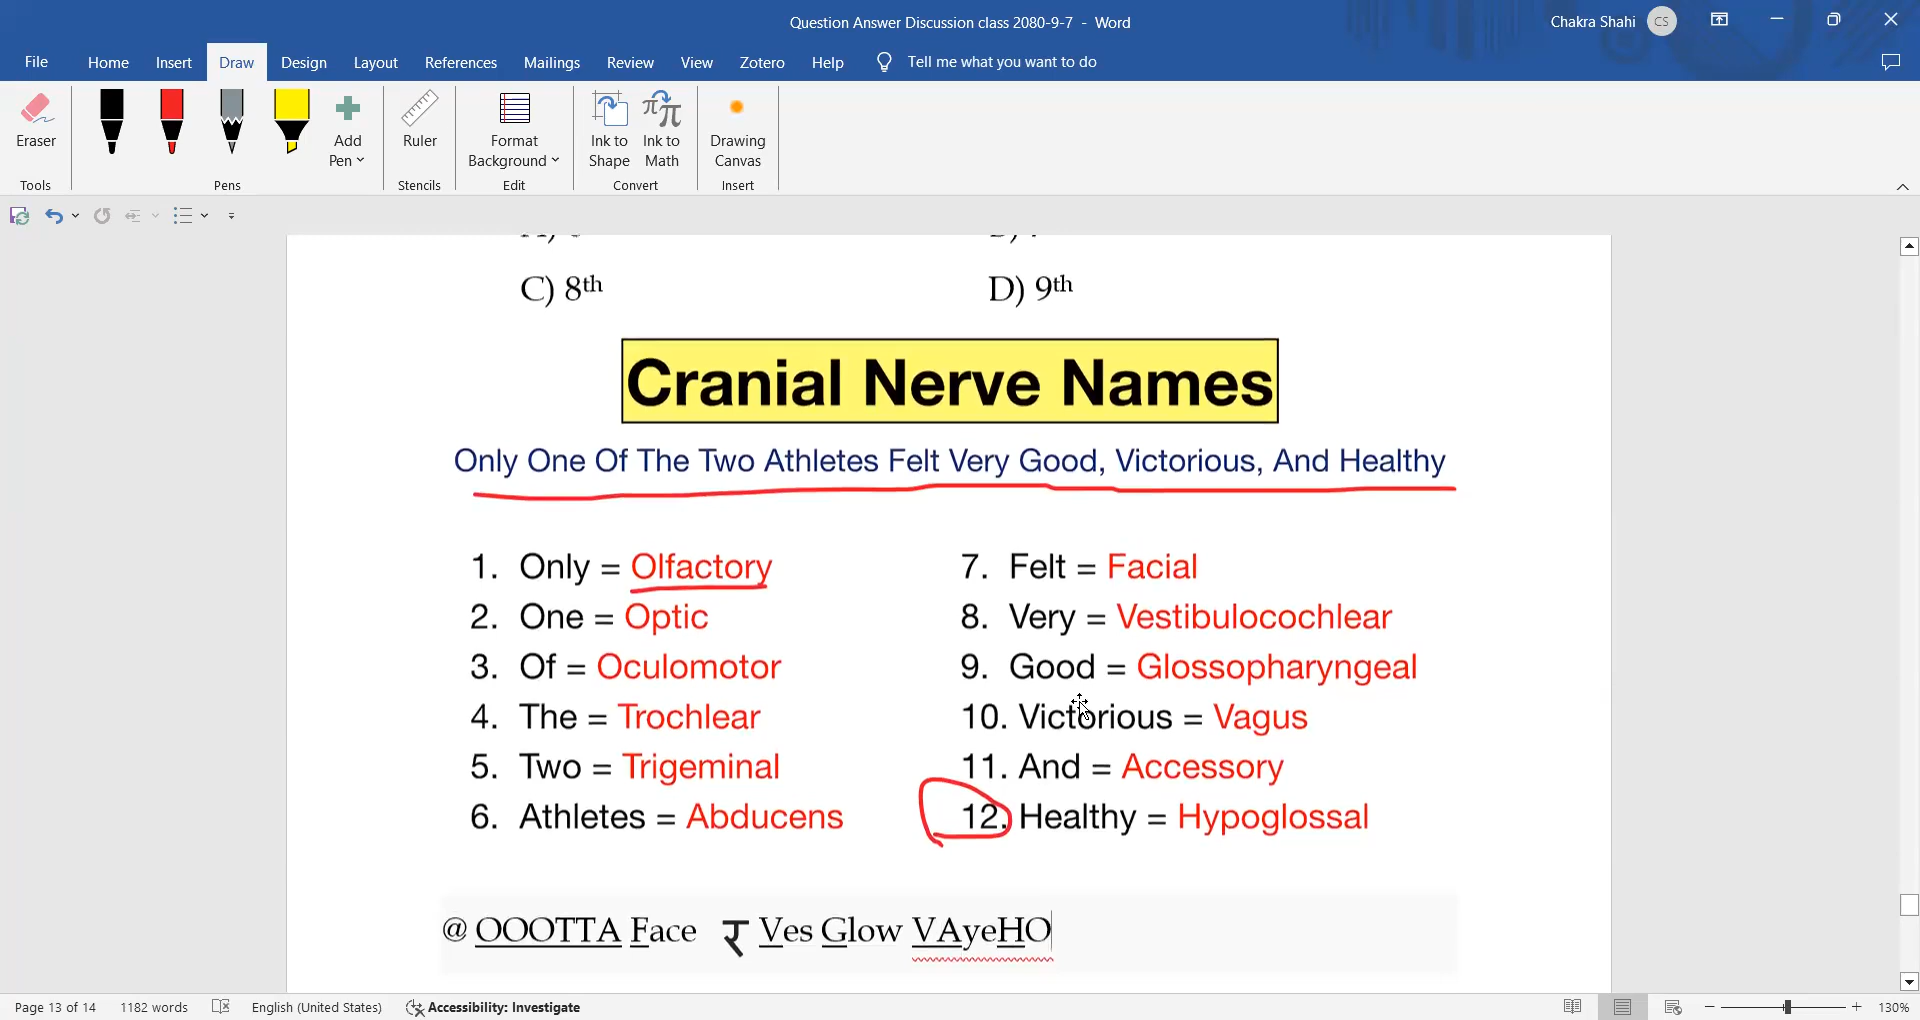 Question Answer Discussion class 2080-9-7 - Word
Chakra Shahi CS
File Home Insert Draw Design Layout References Mailings Review View Zotero Help Tell me what you want to do
Eraser
Add Pen
Ruler
Format Background
Ink to Shape
Ink to Math
Drawing Canvas
Tools Pens Stencils Edit Convert Insert
C) 8th D) 9th
Cranial Nerve Names
Only One Of The Two Athletes Felt Very Good, Victorious, And Healthy
1. Only = Olfactory
2. One = Optic
3. Of = Oculomotor
4. The = Trochlear
5. Two = Trigeminal
6. Athletes = Abducens
7. Felt = Facial
8. Very = Vestibulocochlear
9. Good = Glossopharyngeal
10. Victorious = Vagus
11. And = Accessory
12. Healthy = Hypoglossal
@ OOOTTA Face र Ves Glow VAyeHO
Page 13 of 14 1182 words English (United States) Accessibility: Investigate 130%